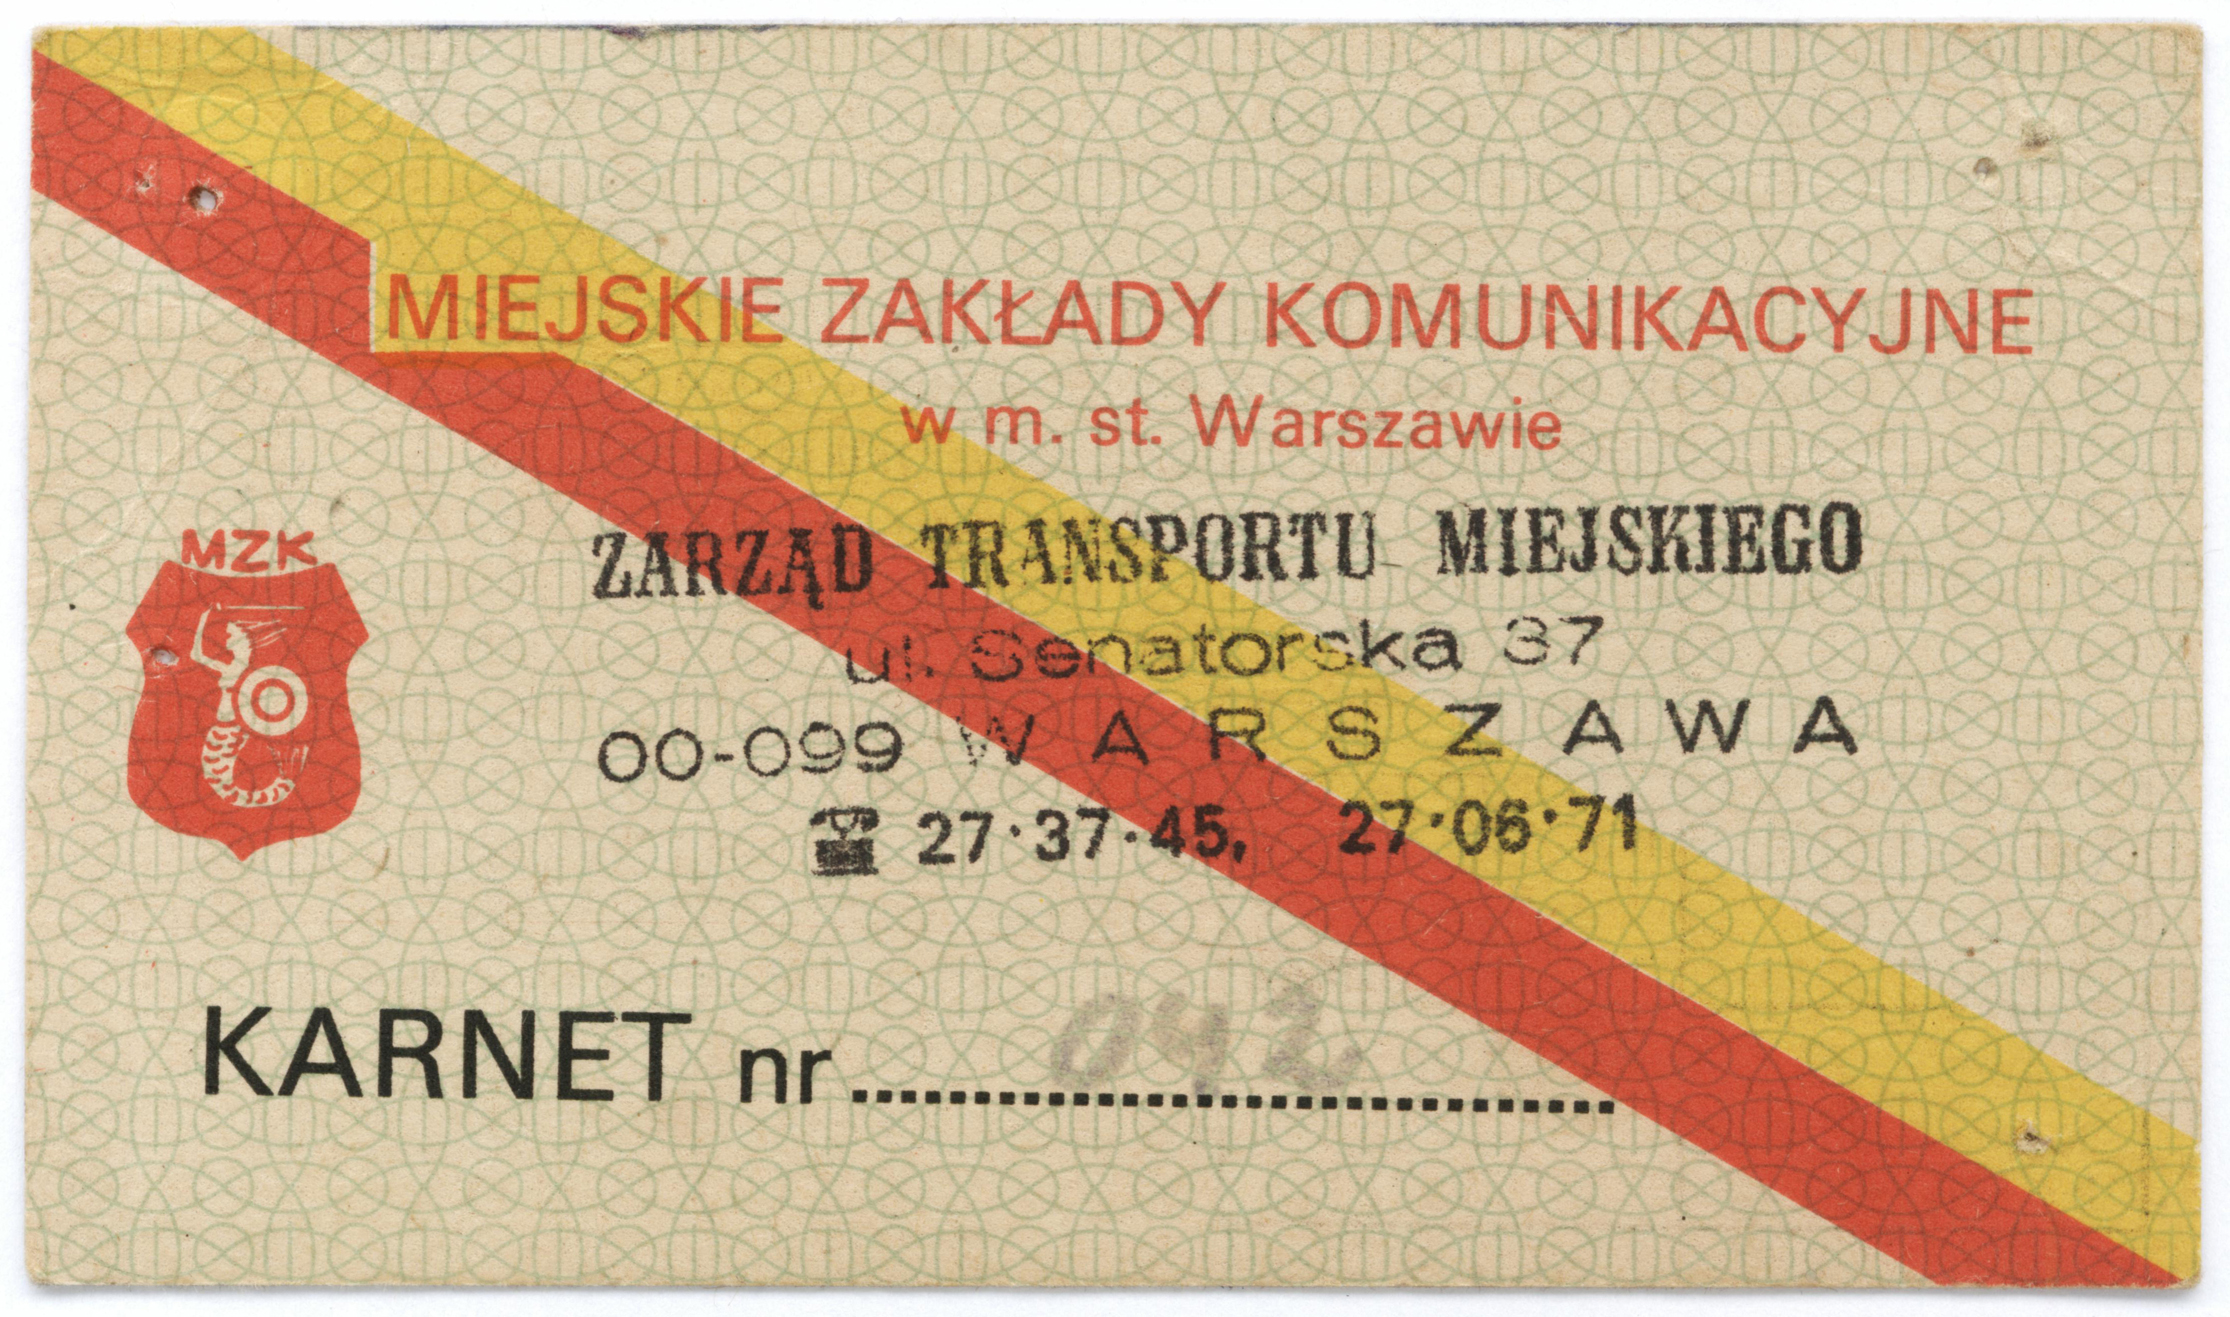 MIEJSKIE ZAKŁADY KOMUNIKACYJNE
w m. st. Warszawie
MZK
ZARZĄD TRANSPORTU MIEJSKIEGO
ul. Senatorska 37
00-099 WARSZAWA
☎ 27·37·45, 27·06·71
KARNET nr 042